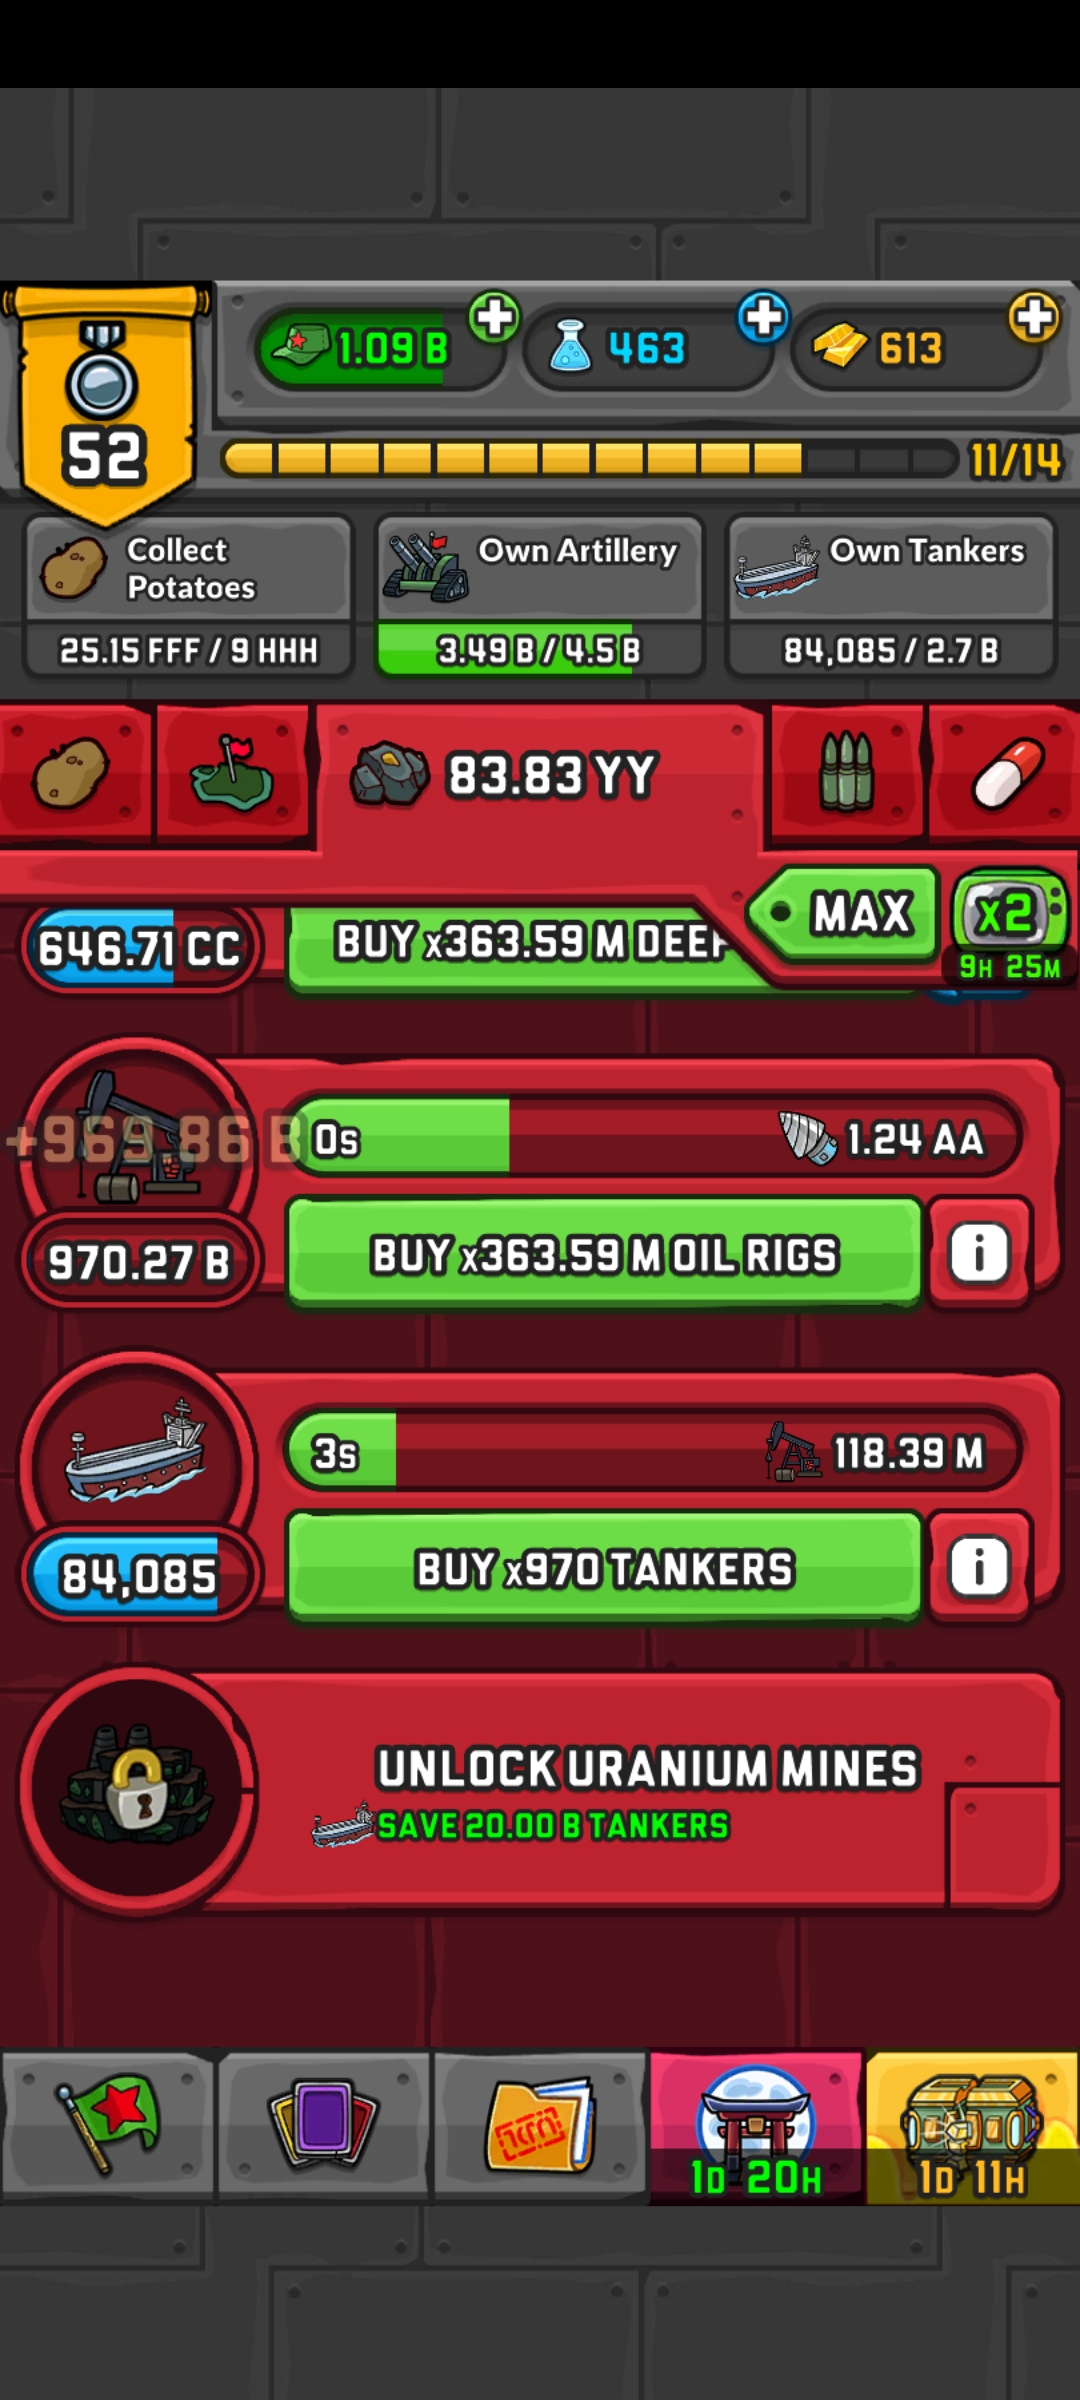 1.09 B
463
613
52
11/14
Collect
Potatoes
25.15 FFF / 9 HHH
Own Artillery
3.49 B / 4.5 B
Own Tankers
84,085 / 2.7 B
83.83 YY
MAX
x2
9H 25M
646.71 CC
BUY x363.59 M DEEP
+969.86 B
0s
1.24 AA
970.27 B
BUY x363.59 M OIL RIGS
i
3s
118.39 M
84,085
BUY x970 TANKERS
i
UNLOCK URANIUM MINES
SAVE 20.00 B TANKERS
1D 20H
1D 11H